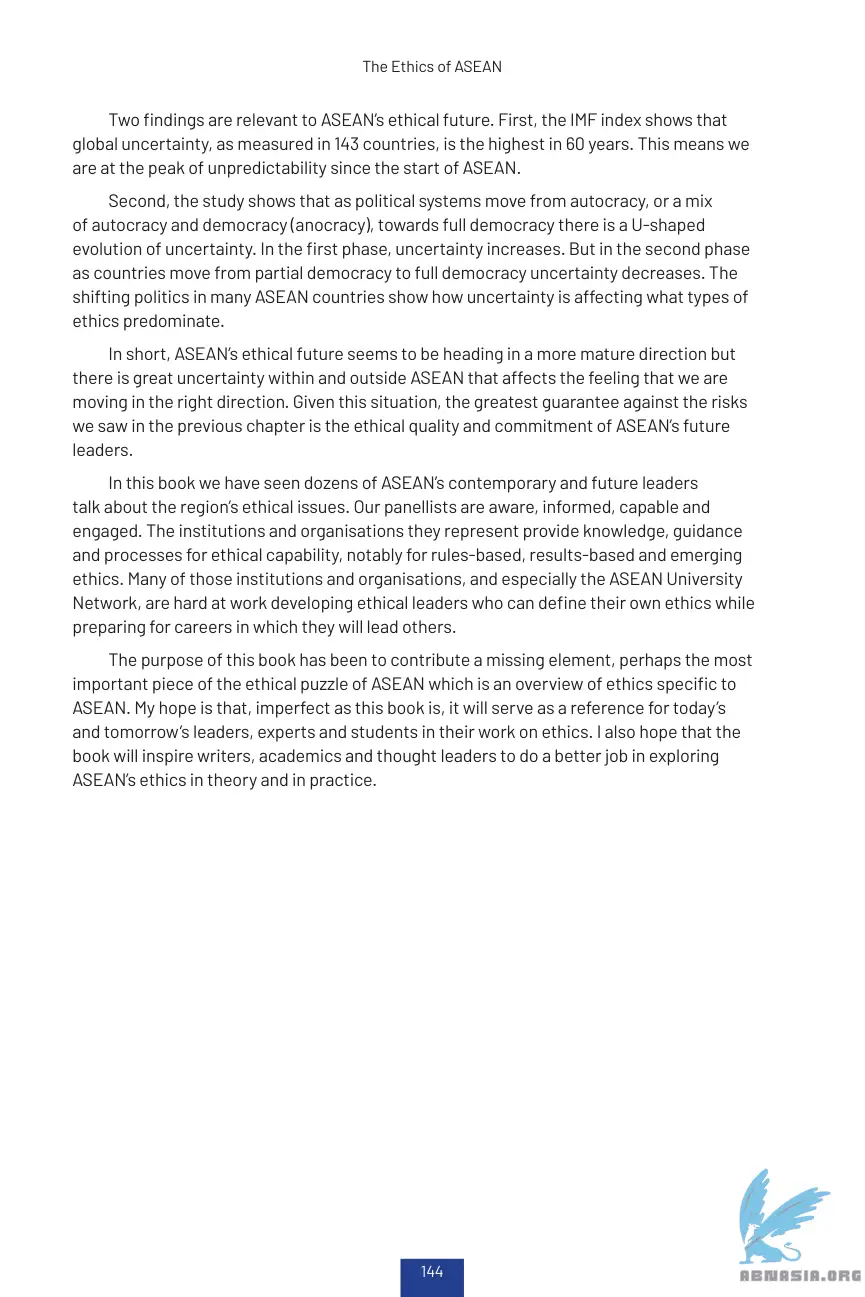 The Ethics of ASEAN
Two findings are relevant to ASEAN’s ethical future. First, the IMF index shows that
global uncertainty, as measured in 143 countries, is the highest in 60 years. This means we
are at the peak of unpredictability since the start of ASEAN.
Second, the study shows that as political systems move from autocracy, or a mix
of autocracy and democracy (anocracy), towards full democracy there is a U-shaped
evolution of uncertainty. In the first phase, uncertainty increases. But in the second phase
as countries move from partial democracy to full democracy uncertainty decreases. The
shifting politics in many ASEAN countries show how uncertainty is affecting what types of
ethics predominate.
In short, ASEAN’s ethical future seems to be heading in a more mature direction but
there is great uncertainty within and outside ASEAN that affects the feeling that we are
moving in the right direction. Given this situation, the greatest guarantee against the risks
we saw in the previous chapter is the ethical quality and commitment of ASEAN’s future
leaders.
In this book we have seen dozens of ASEAN’s contemporary and future leaders
talk about the region’s ethical issues. Our panellists are aware, informed, capable and
engaged. The institutions and organisations they represent provide knowledge, guidance
and processes for ethical capability, notably for rules-based, results-based and emerging
ethics. Many of those institutions and organisations, and especially the ASEAN University
Network, are hard at work developing ethical leaders who can define their own ethics while
preparing for careers in which they will lead others.
The purpose of this book has been to contribute a missing element, perhaps the most
important piece of the ethical puzzle of ASEAN which is an overview of ethics specific to
ASEAN. My hope is that, imperfect as this book is, it will serve as a reference for today’s
and tomorrow’s leaders, experts and students in their work on ethics. I also hope that the
book will inspire writers, academics and thought leaders to do a better job in exploring
ASEAN’s ethics in theory and in practice.
144
ABNASIA.ORG